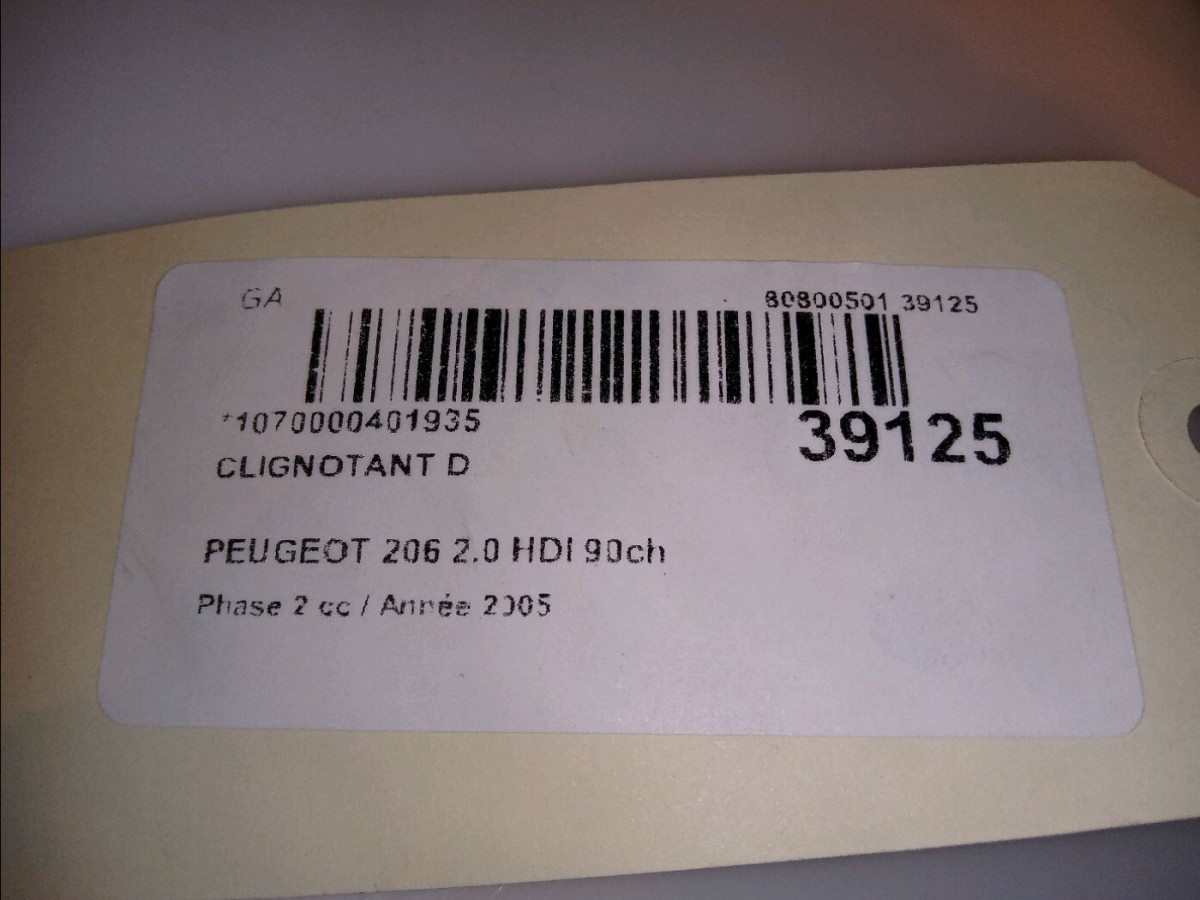 GA
80800501 39125
*1070000401935
39125
CLIGNOTANT D
PEUGEOT 206 2.0 HDI 90ch
Phase 2 cc / Année 2005